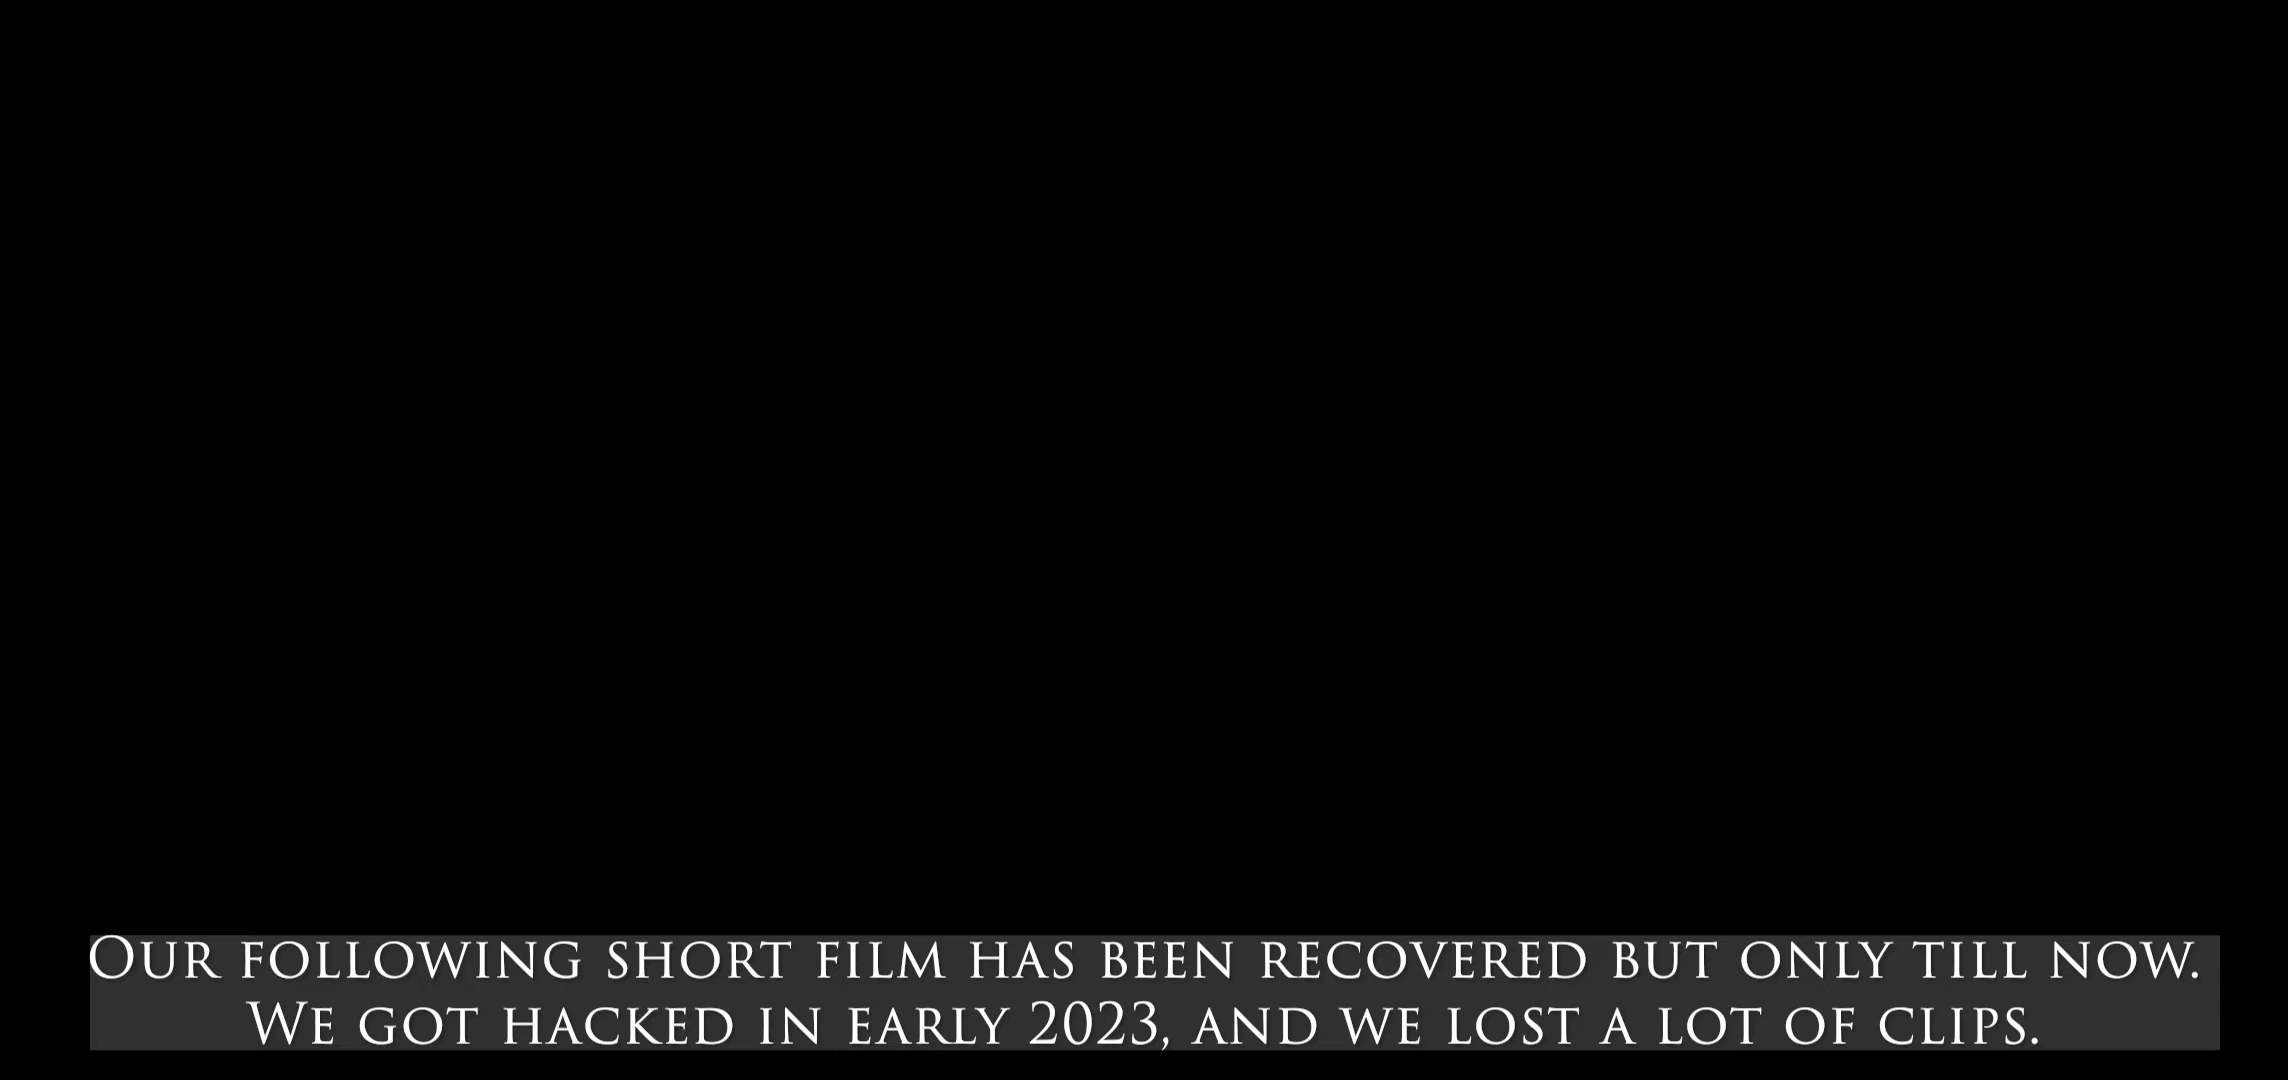 Our following short film has been recovered but only till now.
We got hacked in early 2023, and we lost a lot of clips.